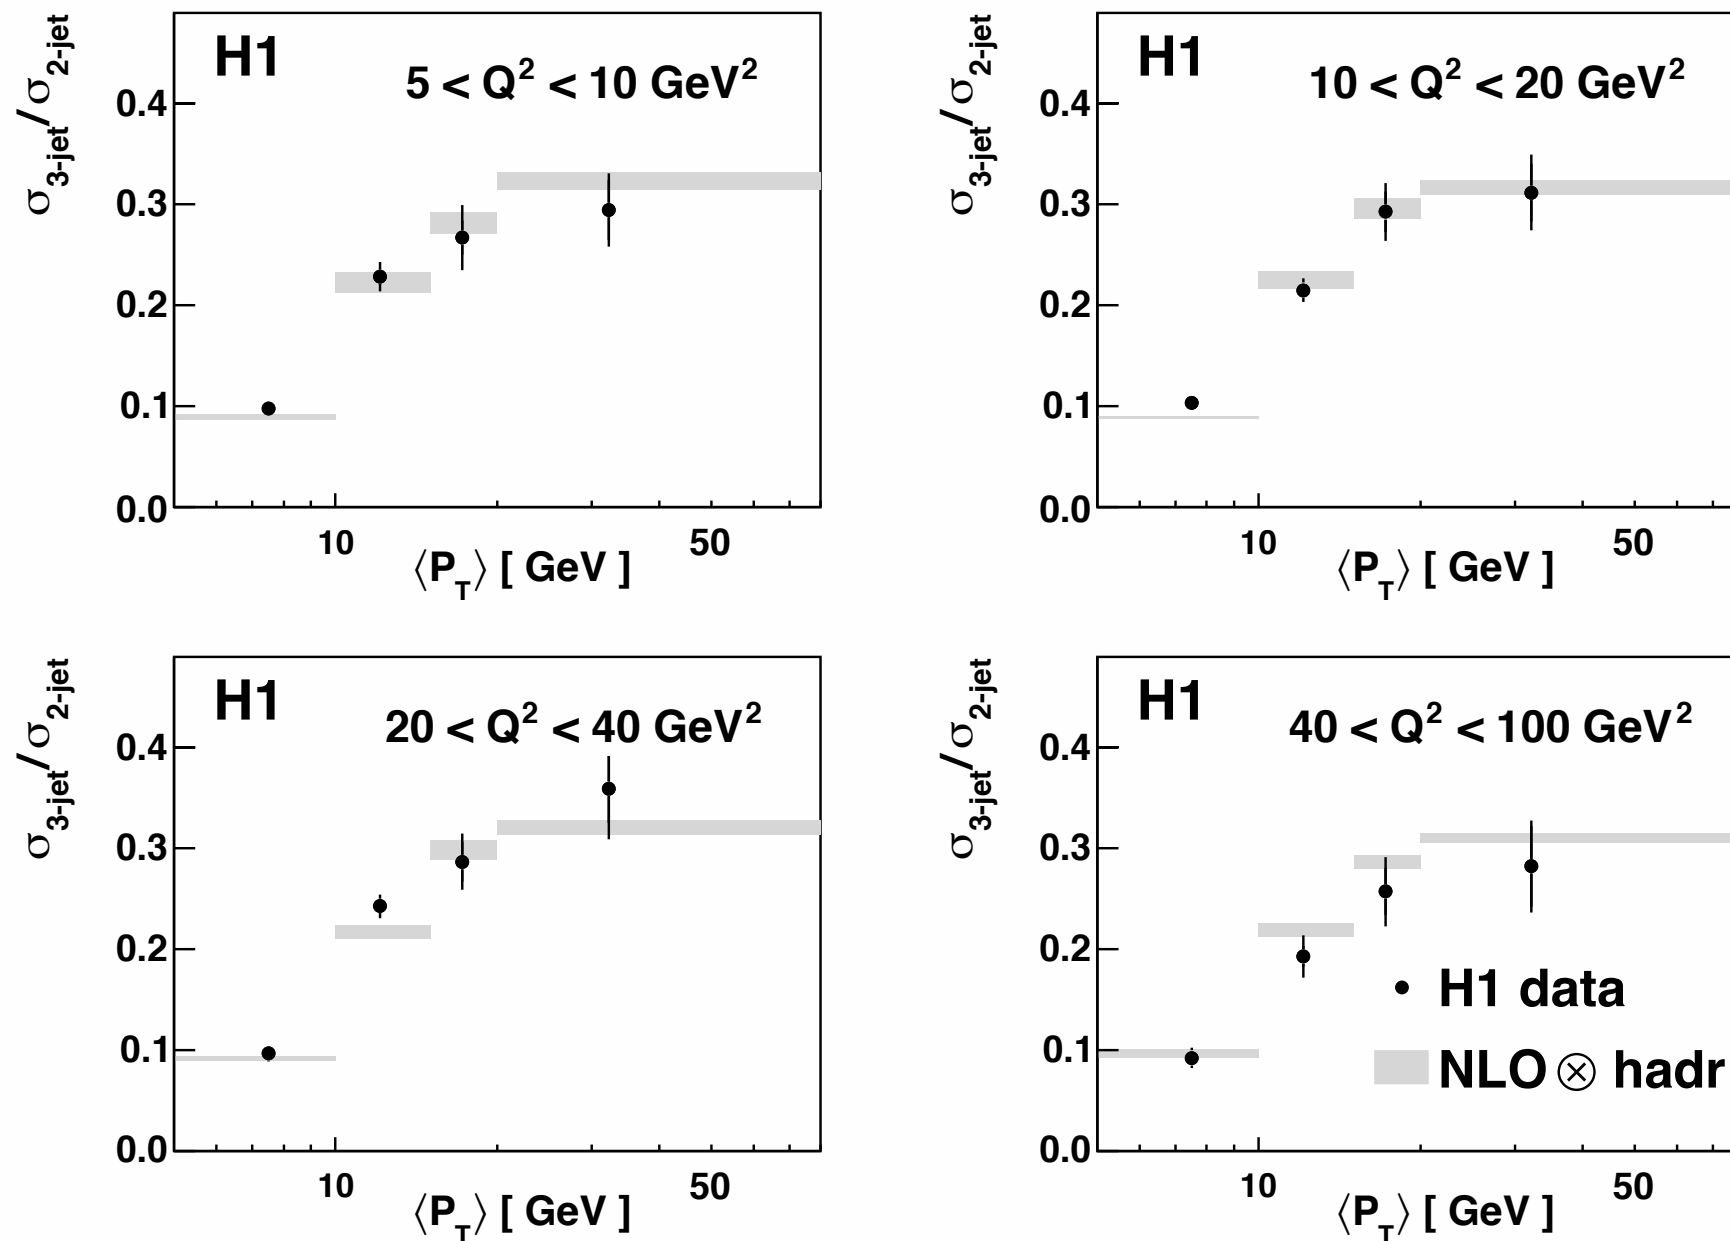 H1
5 < Q² < 10 GeV²
σ3-jet/σ2-jet
0.4
0.3
0.2
0.1
0.0
10 50
⟨PT⟩ [ GeV ]
H1
10 < Q² < 20 GeV²
σ3-jet/σ2-jet
0.4
0.3
0.2
0.1
0.0
10 50
⟨PT⟩ [ GeV ]
H1
20 < Q² < 40 GeV²
σ3-jet/σ2-jet
0.4
0.3
0.2
0.1
0.0
10 50
⟨PT⟩ [ GeV ]
H1
40 < Q² < 100 GeV²
σ3-jet/σ2-jet
0.4
0.3
0.2
0.1
0.0
H1 data
NLO ⊗ hadr
10 50
⟨PT⟩ [ GeV ]